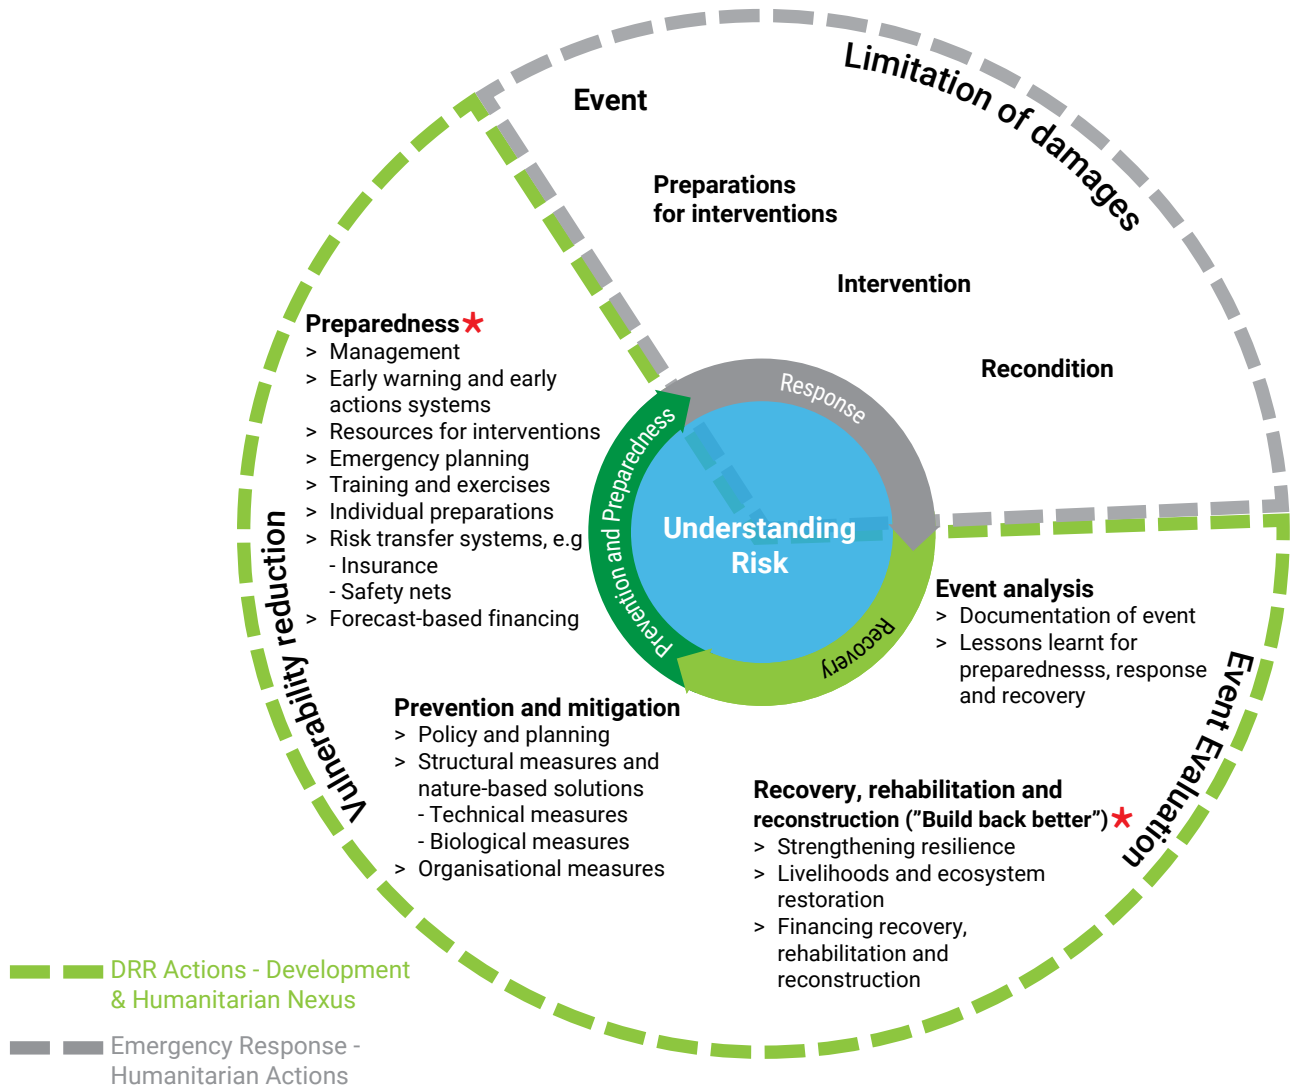 Limitation of damages
Event
Preparations
for interventions
Intervention
Recondition
Preparedness*
> Management
> Early warning and early
actions systems
> Resources for interventions
> Emergency planning
> Training and exercises
> Individual preparations
> Risk transfer systems, e.g
- Insurance
- Safety nets
> Forecast-based financing
Vulnerability reduction
Response
Prevention and Preparedness
Recovery
Understanding
Risk
Event analysis
> Documentation of event
> Lessons learnt for
preparednesss, response
and recovery
Event Evaluation
Prevention and mitigation
> Policy and planning
> Structural measures and
nature-based solutions
- Technical measures
- Biological measures
> Organisational measures
Recovery, rehabilitation and
reconstruction (”Build back better”)*
> Strengthening resilience
> Livelihoods and ecosystem
restoration
> Financing recovery,
rehabilitation and
reconstruction
DRR Actions - Development
& Humanitarian Nexus
Emergency Response -
Humanitarian Actions